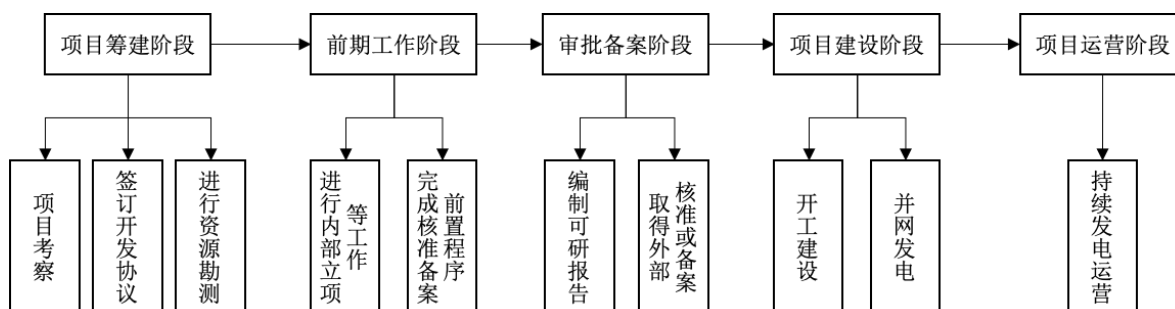 项目筹建阶段
前期工作阶段
审批备案阶段
项目建设阶段
项目运营阶段
项目考察
签订开发协议
进行资源勘测
进行内部立项
等工作
完成核准备案
前置程序
编制可研报告
取得外部
核准或备案
开工建设
并网发电
持续发电运营